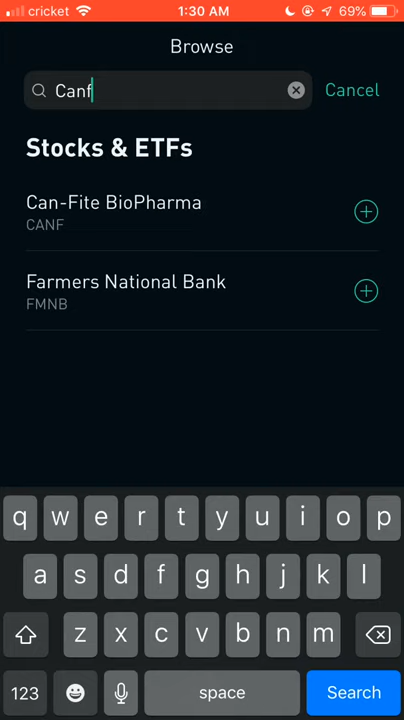 cricket 1:30 AM 69%
Browse
Canf Cancel
Stocks & ETFs
Can-Fite BioPharma
CANF
Farmers National Bank
FMNB
q w e r t y u i o p
a s d f g h j k l
z x c v b n m
123 space Search